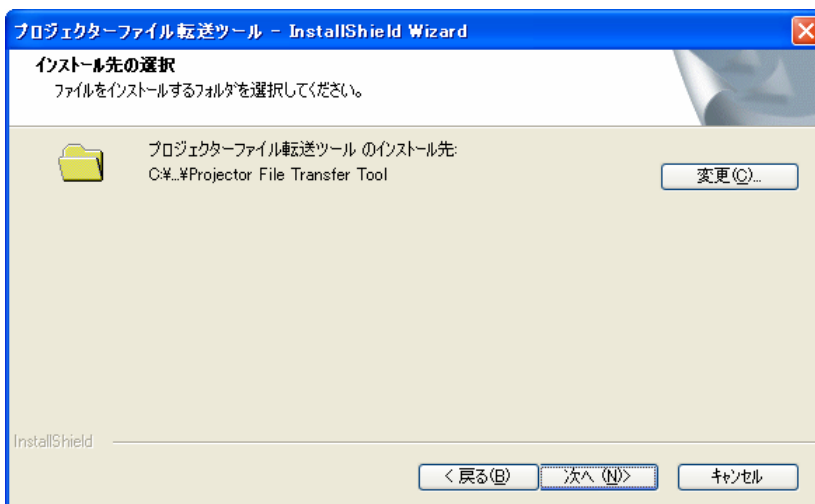 プロジェクターファイル転送ツール - InstallShield Wizard
インストール先の選択
ファイルをインストールするフォルダを選択してください。
プロジェクターファイル転送ツール のインストール先:
C:¥...¥Projector File Transfer Tool
変更(C)...
InstallShield
< 戻る(B)
次へ (N)>
キャンセル